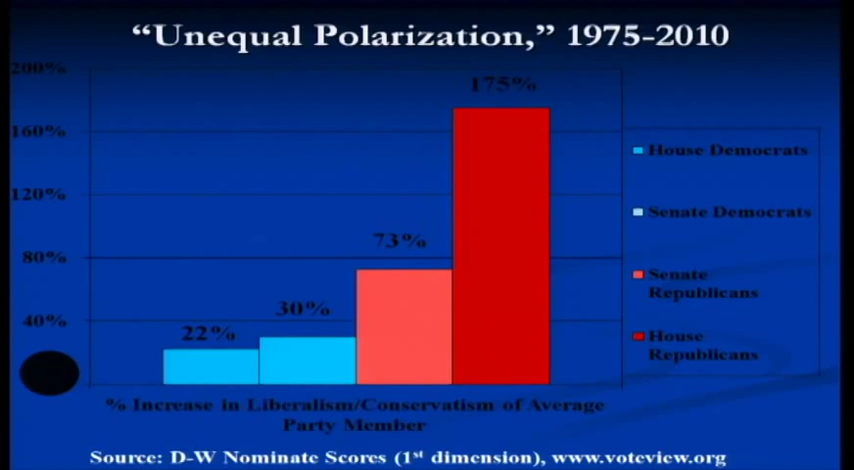 “Unequal Polarization,” 1975-2010
200%
175%
160%
House Democrats
120%
Senate Democrats
73%
80%
Senate
Republicans
30%
40%
22%
House
Republicans
% Increase in Liberalism/Conservatism of Average
Party Member
Source: D-W Nominate Scores (1st dimension), www.voteview.org